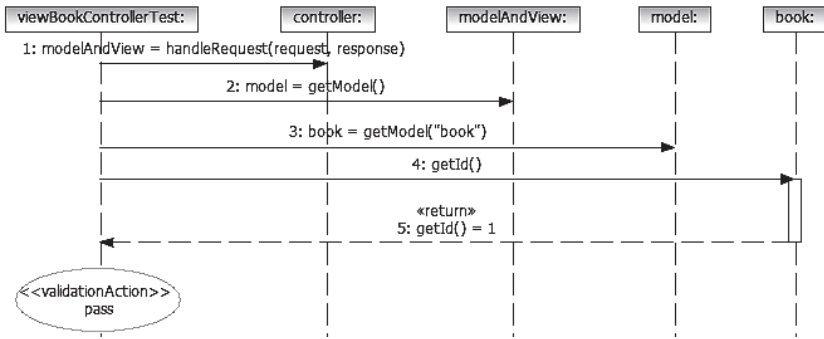 viewBookControllerTest: controller: modelAndView: model: book:
1: modelAndView = handleRequest(request, response)
2: model = getModel()
3: book = getModel("book")
4: getId()
«return»
5: getId() = 1
<<validationAction>>
pass